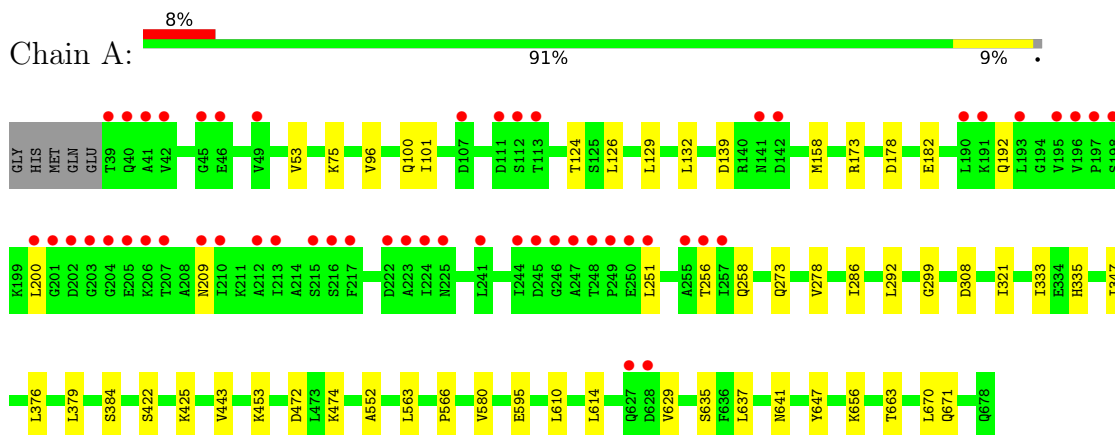 8%
Chain A:
91% 9% •
GLY HIS MET GLN GLU T39 Q40 A41 V42 G45 E46 V49 V53 K75 V96 Q100 I101 D107 D111 S112 T113 T124 S125 L126 L129 L132 D139 R140 N141 D142 M158 R173 D178 E182 L190 K191 Q192 L193 G194 V195 V196 P197 S198
K199 L200 G201 D202 G203 G204 E205 K206 T207 A208 N209 I210 K211 A212 I213 A214 S215 S216 F217 D222 A223 I224 N225 L241 I244 D245 G246 A247 T248 P249 E250 L251 A255 T256 I257 Q258 Q273 V278 I286 L292 G299 D308 I321 I333 E334 H335 I347
L376 L379 S384 S422 K425 V443 K453 D472 L473 K474 A552 L563 P566 V580 E595 L610 L614 Q627 D628 V629 S635 F636 L637 N641 Y647 K656 T663 L670 Q671 Q678